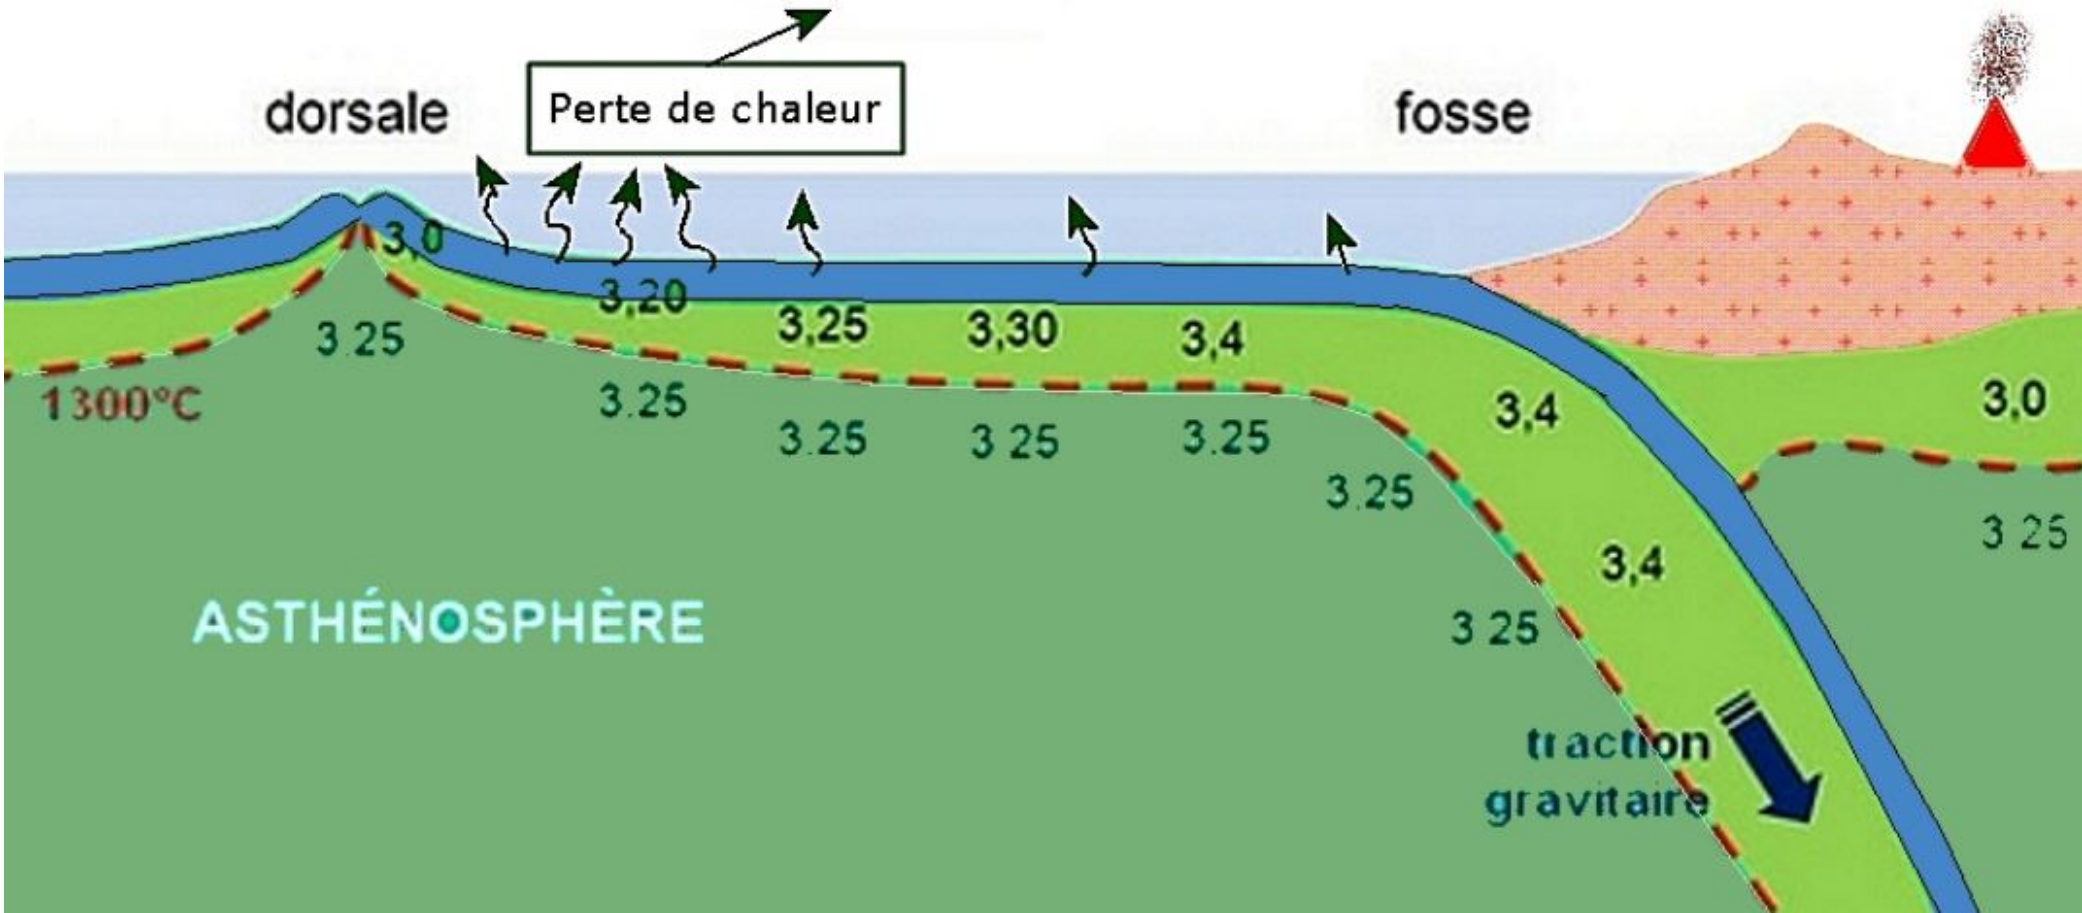 dorsale
Perte de chaleur
fosse
3,0
3,20
3.25
3,25
3,30
3,4
1300°C
3.25
3.25
3 25
3.25
3,4
3,0
3.25
3 25
3,4
ASTHÉNOSPHÈRE
3 25
traction
gravitaire